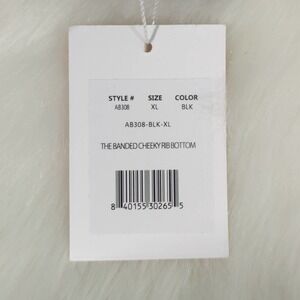 STYLE # SIZE COLOR
AB308 XL BLK
AB308-BLK-XL
THE BANDED CHEEKY RIB BOTTOM
8 40155 30265 5